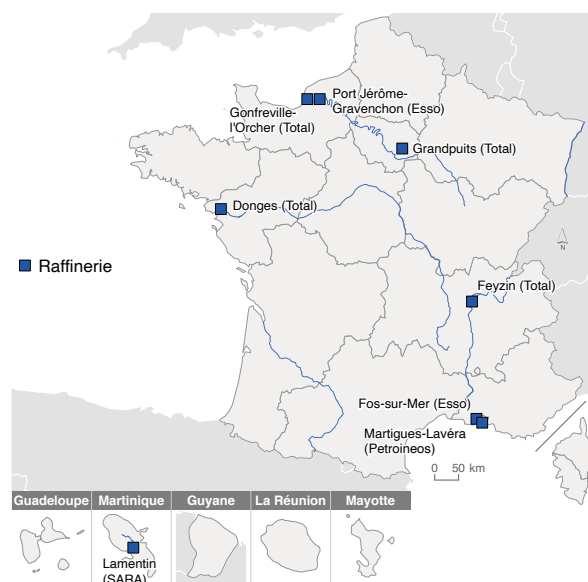 Port Jérôme-
Gravenchon (Esso)
Gonfreville-
l'Orcher (Total)
Grandpuits (Total)
Donges (Total)
N
Raffinerie
Feyzin (Total)
Fos-sur-Mer (Esso)
Martigues-Lavéra
(Petroineos)
0 50 km
Guadeloupe Martinique Guyane La Réunion Mayotte
Lamentin
(SARA)